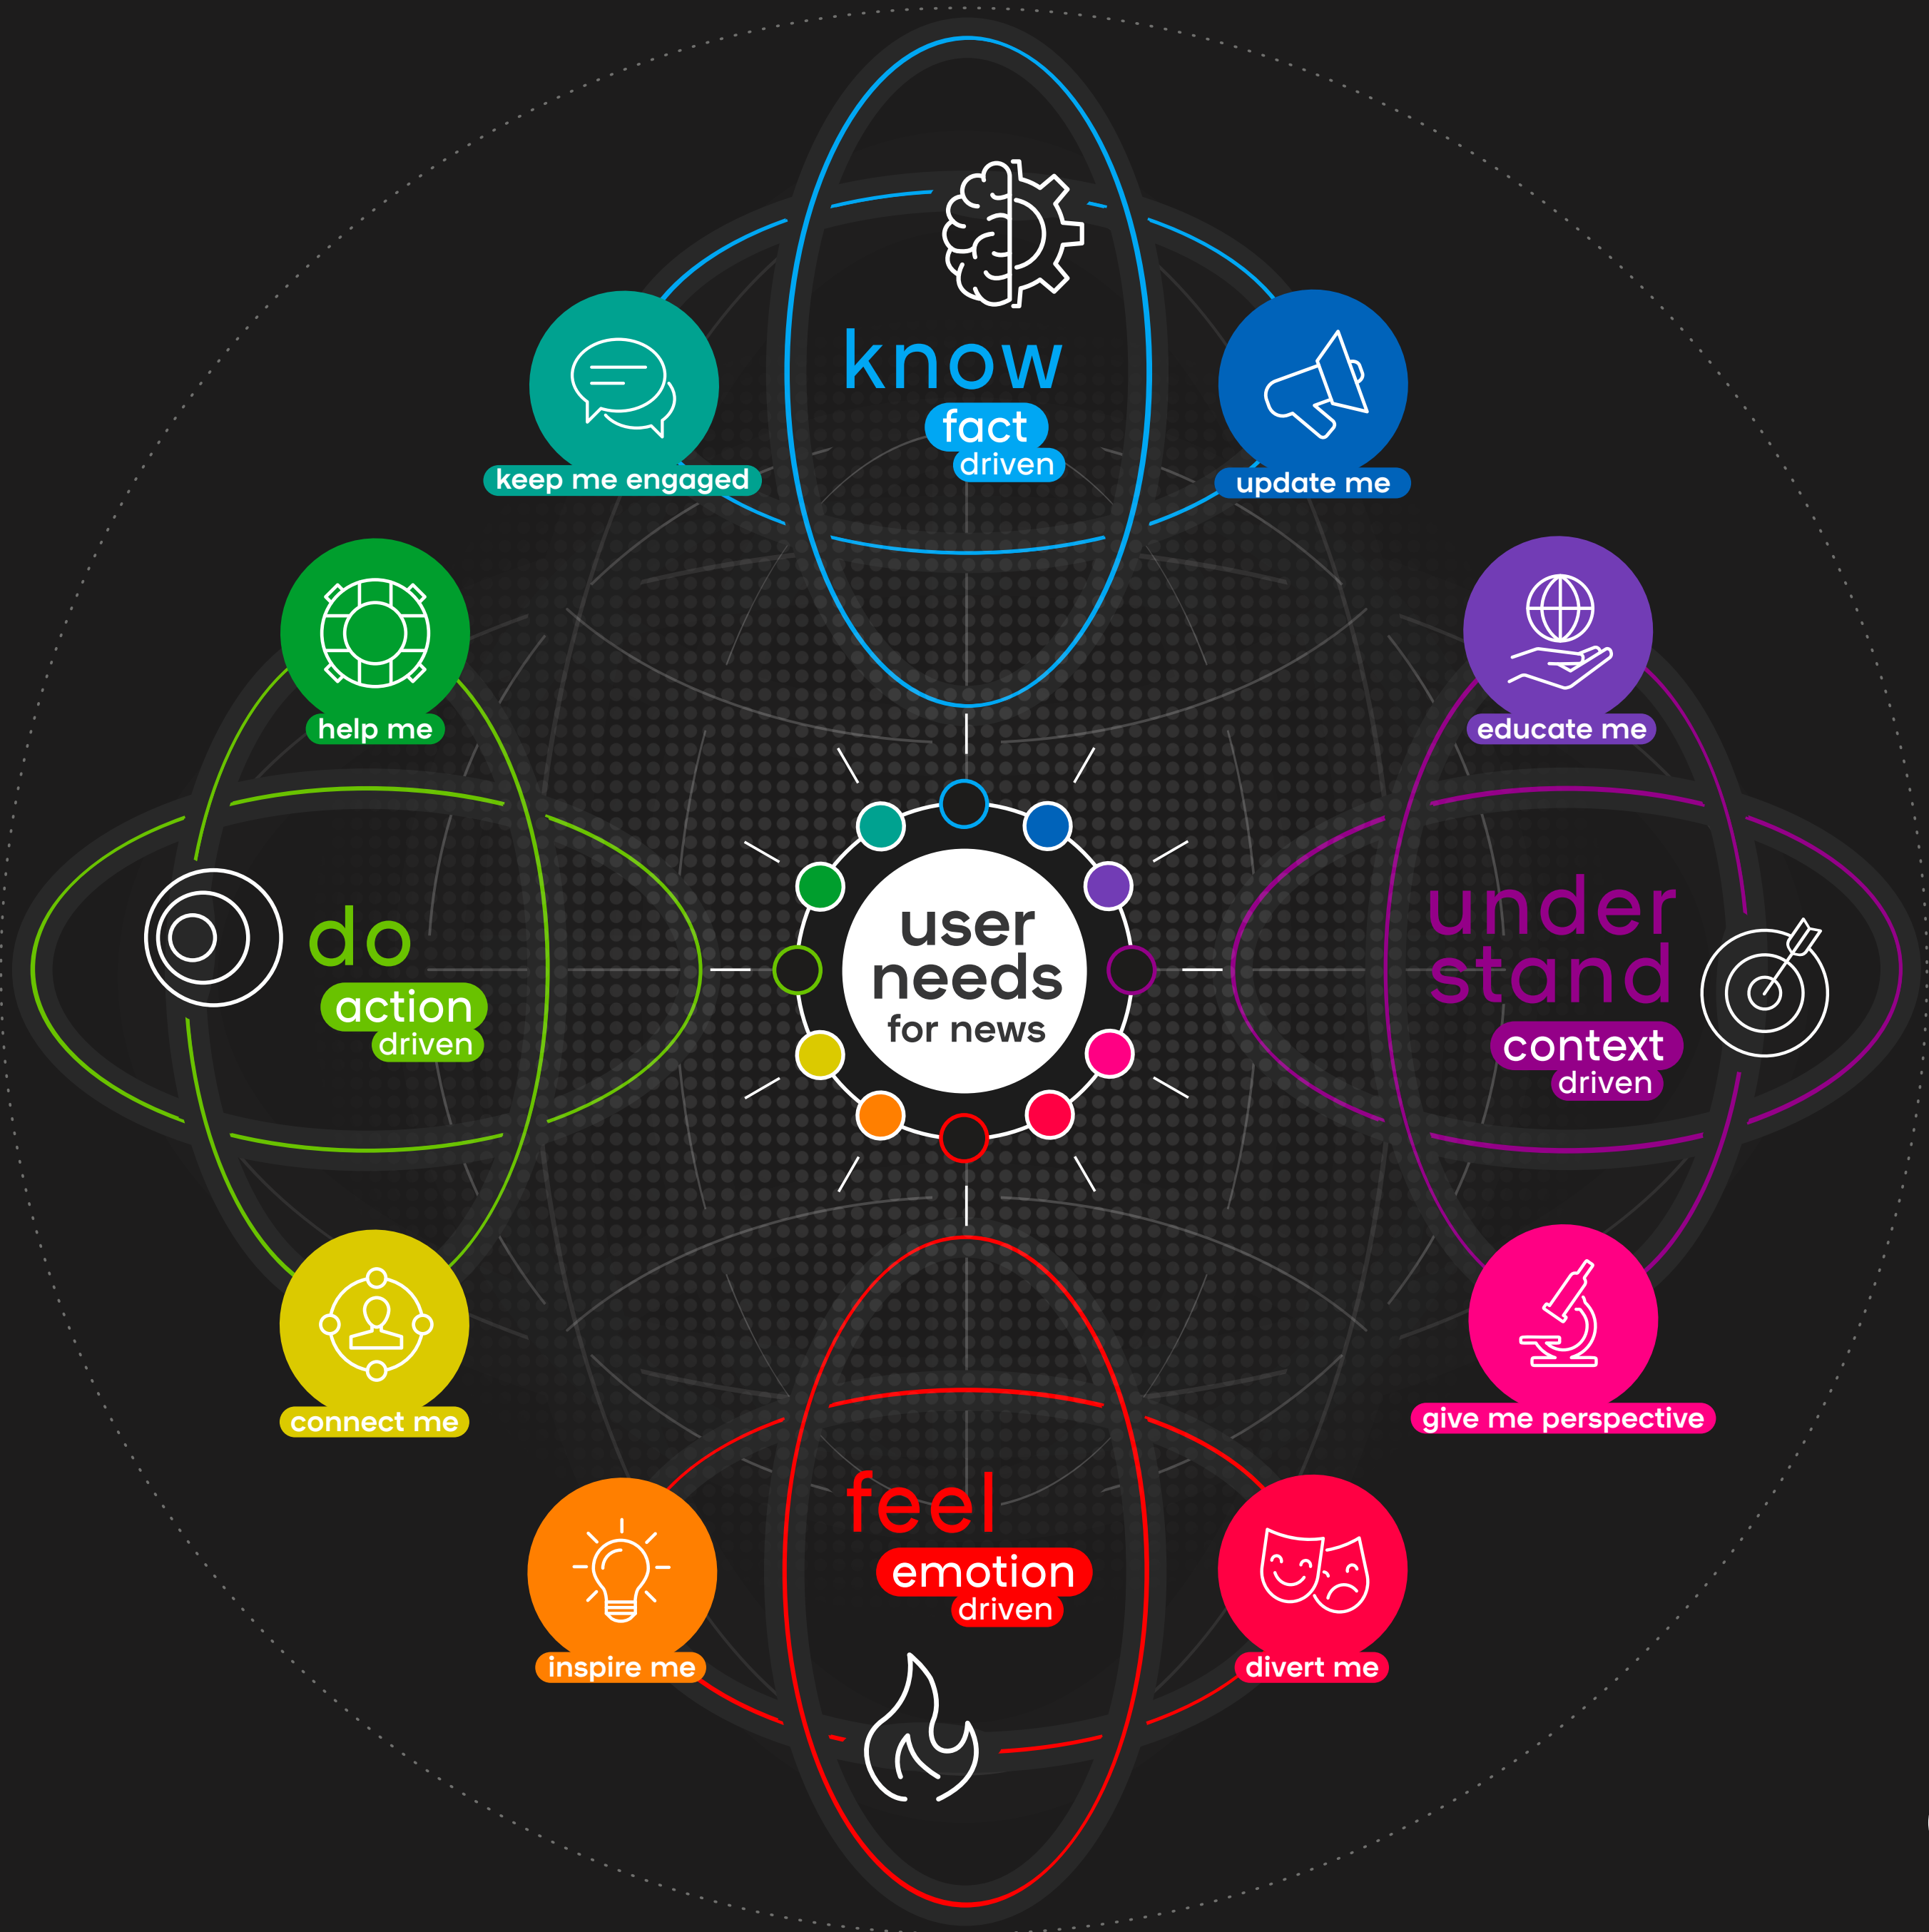 know
fact
driven
keep me engaged
update me
help me
educate me
do
action
driven
user
needs
for news
under
stand
context
driven
connect me
give me perspective
feel
emotion
driven
inspire me
divert me